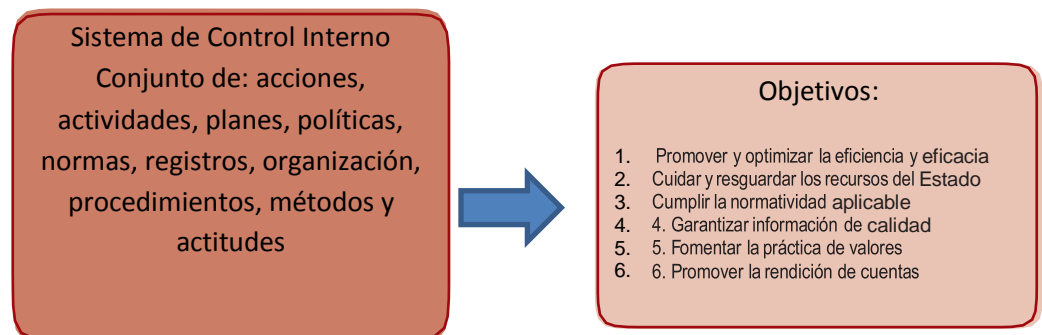 Sistema de Control Interno
Conjunto de: acciones,
actividades, planes, políticas,
normas, registros, organización,
procedimientos, métodos y
actitudes
Objetivos:
1. Promover y optimizar la eficiencia y eficacia
2. Cuidar y resguardar los recursos del Estado
3. Cumplir la normatividad aplicable
4. 4. Garantizar información de calidad
5. 5. Fomentar la práctica de valores
6. 6. Promover la rendición de cuentas